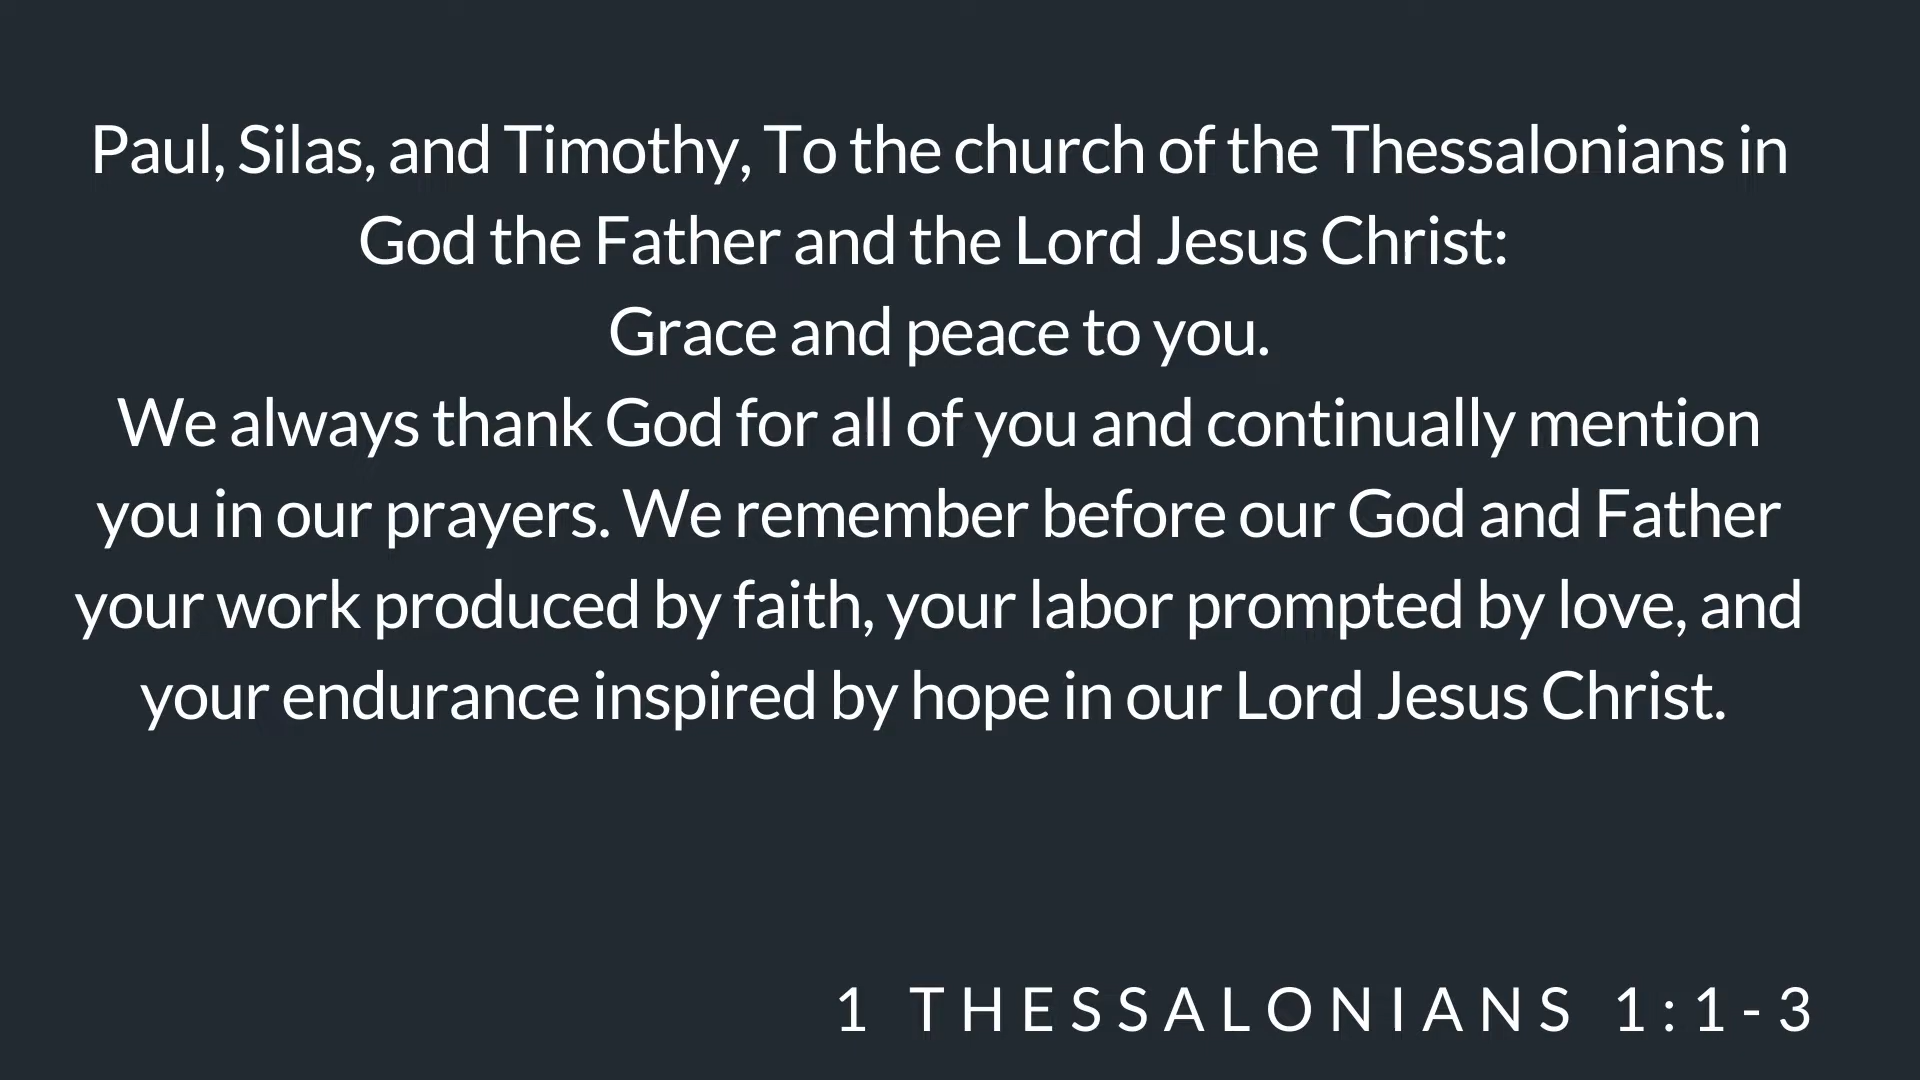 Paul, Silas, and Timothy, To the church of the Thessalonians in
God the Father and the Lord Jesus Christ:
Grace and peace to you.
We always thank God for all of you and continually mention
you in our prayers. We remember before our God and Father
your work produced by faith, your labor prompted by love, and
your endurance inspired by hope in our Lord Jesus Christ.
1 THESSALONIANS 1:1-3